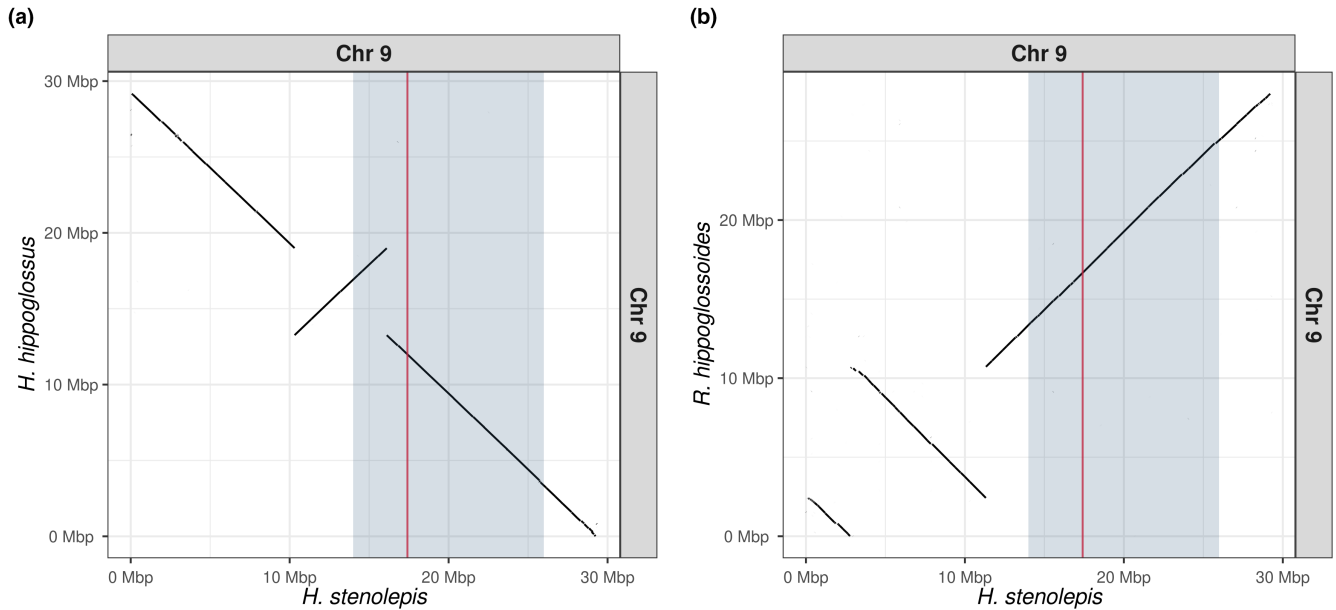 (a)
Chr 9
30 Mbp
20 Mbp
10 Mbp
0 Mbp
H. hippoglossus
Chr 9
0 Mbp 10 Mbp 20 Mbp 30 Mbp
H. stenolepis
(b)
Chr 9
20 Mbp
10 Mbp
0 Mbp
R. hippoglossoides
Chr 9
0 Mbp 10 Mbp 20 Mbp 30 Mbp
H. stenolepis